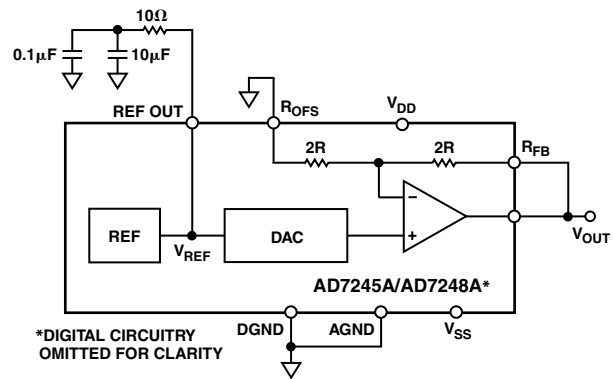 10Ω
0.1µF
10µF
REF OUT
ROFS
VDD
2R
2R
RFB
REF
VREF
DAC
−
+
VOUT
AD7245A/AD7248A*
*DIGITAL CIRCUITRY
OMITTED FOR CLARITY
DGND
AGND
VSS